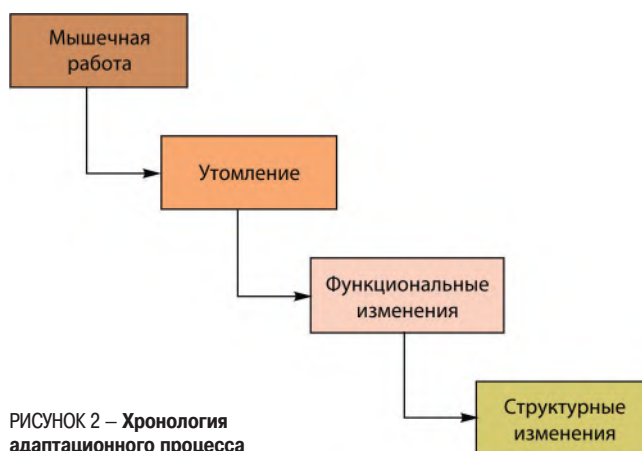 Мышечная
работа
Утомление
Функциональные
изменения
Структурные
изменения
РИСУНОК 2 – Хронология
адаптационного процесса